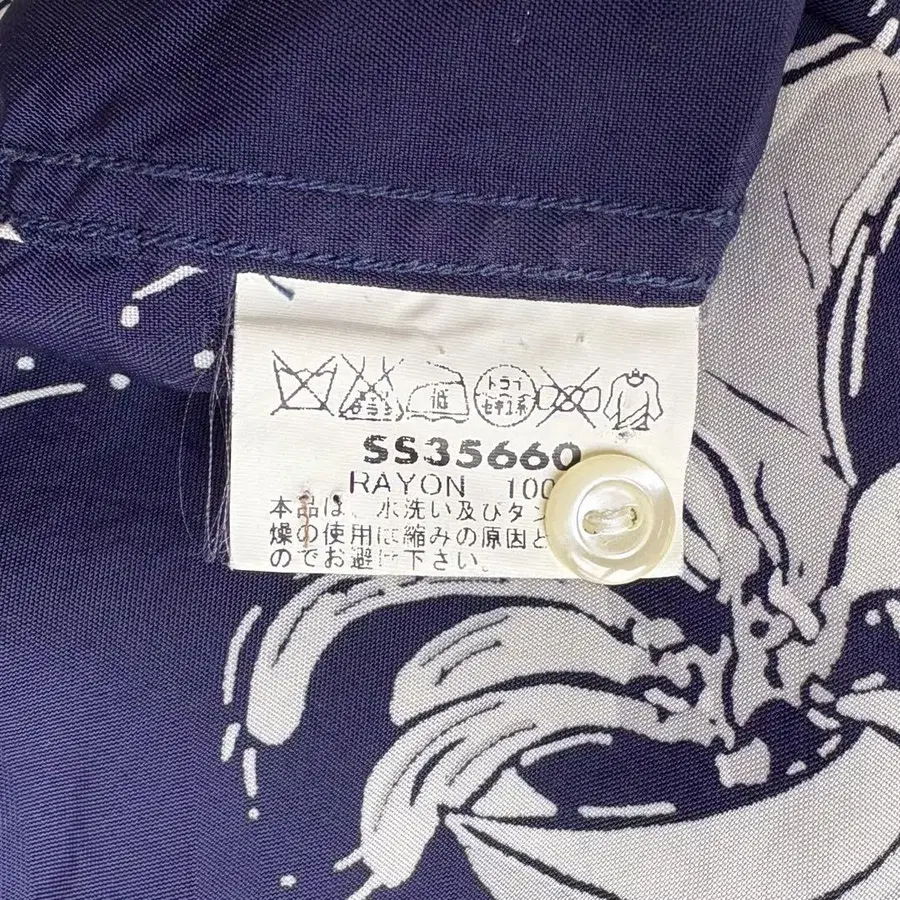 低
ドライ
セキユ系
SS35660
RAYON 100
本品は、水洗い及びタン
燥の使用は縮みの原因と
のでお避け下さい。